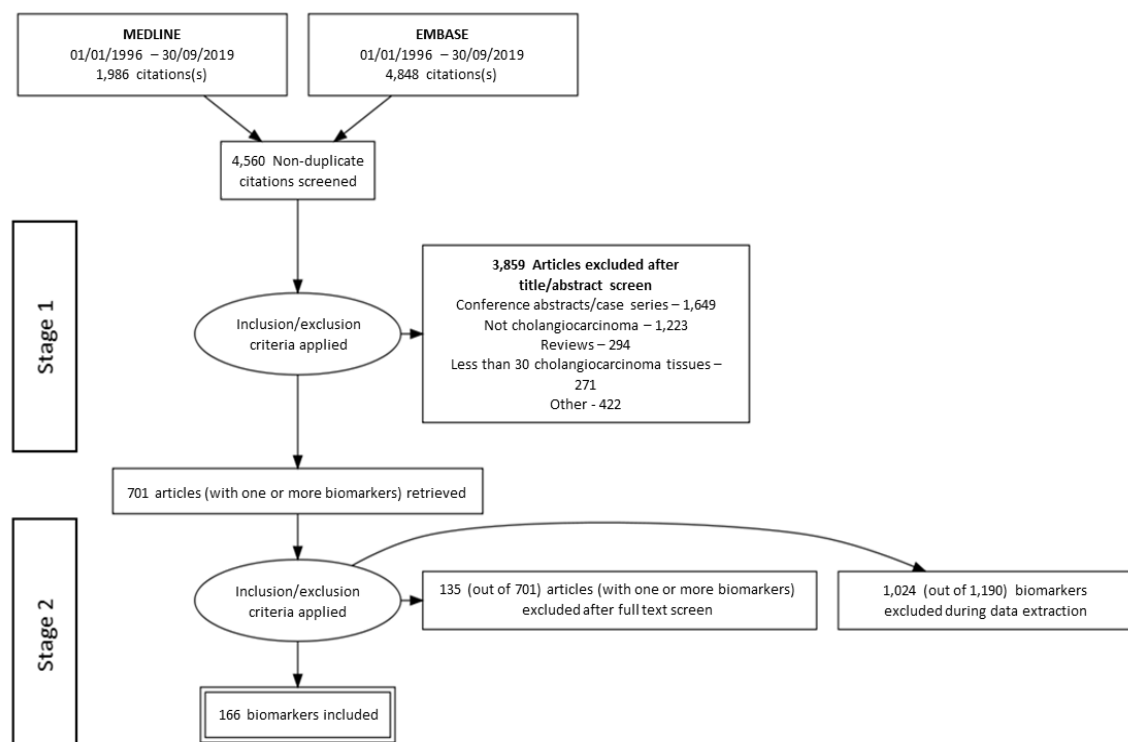 MEDLINE
01/01/1996 – 30/09/2019
1,986 citations(s)
EMBASE
01/01/1996 – 30/09/2019
4,848 citations(s)
4,560 Non-duplicate
citations screened
Stage 1
Inclusion/exclusion
criteria applied
3,859 Articles excluded after
title/abstract screen
Conference abstracts/case series – 1,649
Not cholangiocarcinoma – 1,223
Reviews – 294
Less than 30 cholangiocarcinoma tissues –
271
Other - 422
701 articles (with one or more biomarkers) retrieved
Stage 2
Inclusion/exclusion
criteria applied
135 (out of 701) articles (with one or more biomarkers)
excluded after full text screen
1,024 (out of 1,190) biomarkers
excluded during data extraction
166 biomarkers included